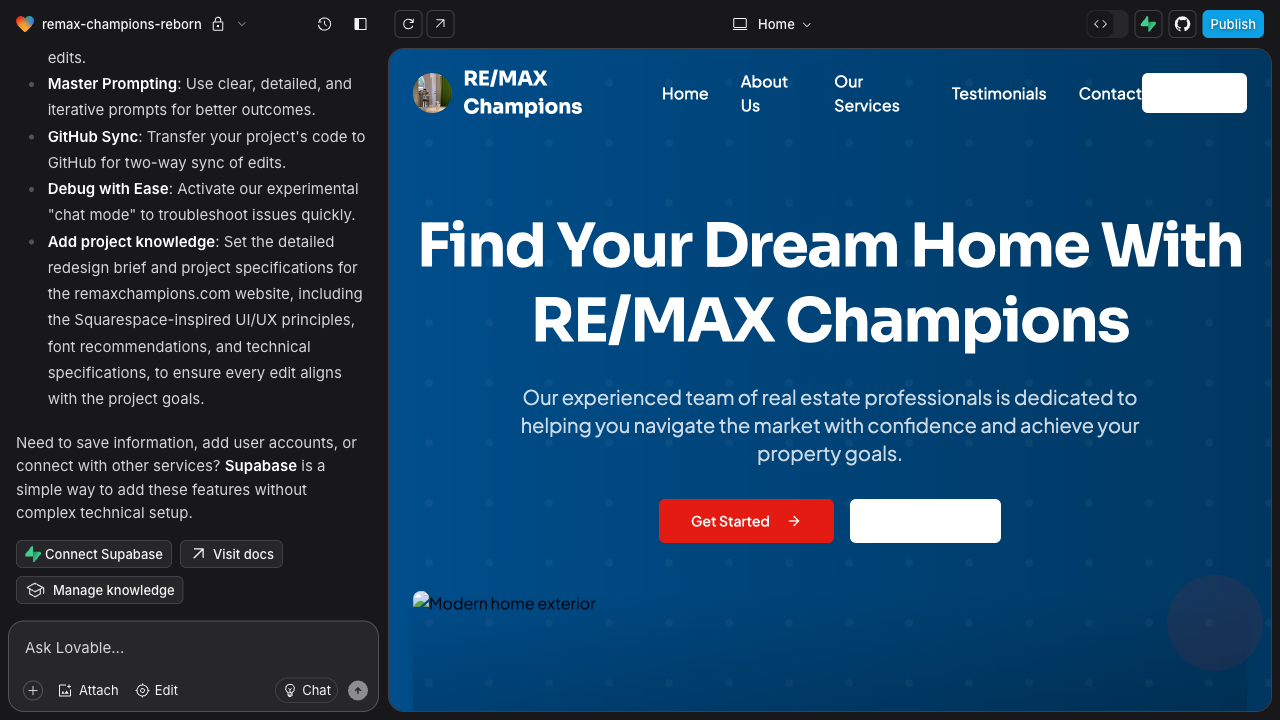 remax-champions-reborn
edits.
Master Prompting: Use clear, detailed, and
iterative prompts for better outcomes.
GitHub Sync: Transfer your project's code to
GitHub for two-way sync of edits.
Debug with Ease: Activate our experimental
"chat mode" to troubleshoot issues quickly.
Add project knowledge: Set the detailed
redesign brief and project specifications for
the remaxchampions.com website, including
the Squarespace-inspired UI/UX principles,
font recommendations, and technical
specifications, to ensure every edit aligns
with the project goals.
Need to save information, add user accounts, or
connect with other services? Supabase is a
simple way to add these features without
complex technical setup.
Connect Supabase
Visit docs
Manage knowledge
Ask Lovable...
Attach
Edit
Chat
Home
Publish
RE/MAX
Champions
Home
About
Us
Our
Services
Testimonials
Contact
Find Your Dream Home With
RE/MAX Champions
Our experienced team of real estate professionals is dedicated to
helping you navigate the market with confidence and achieve your
property goals.
Get Started
Modern home exterior